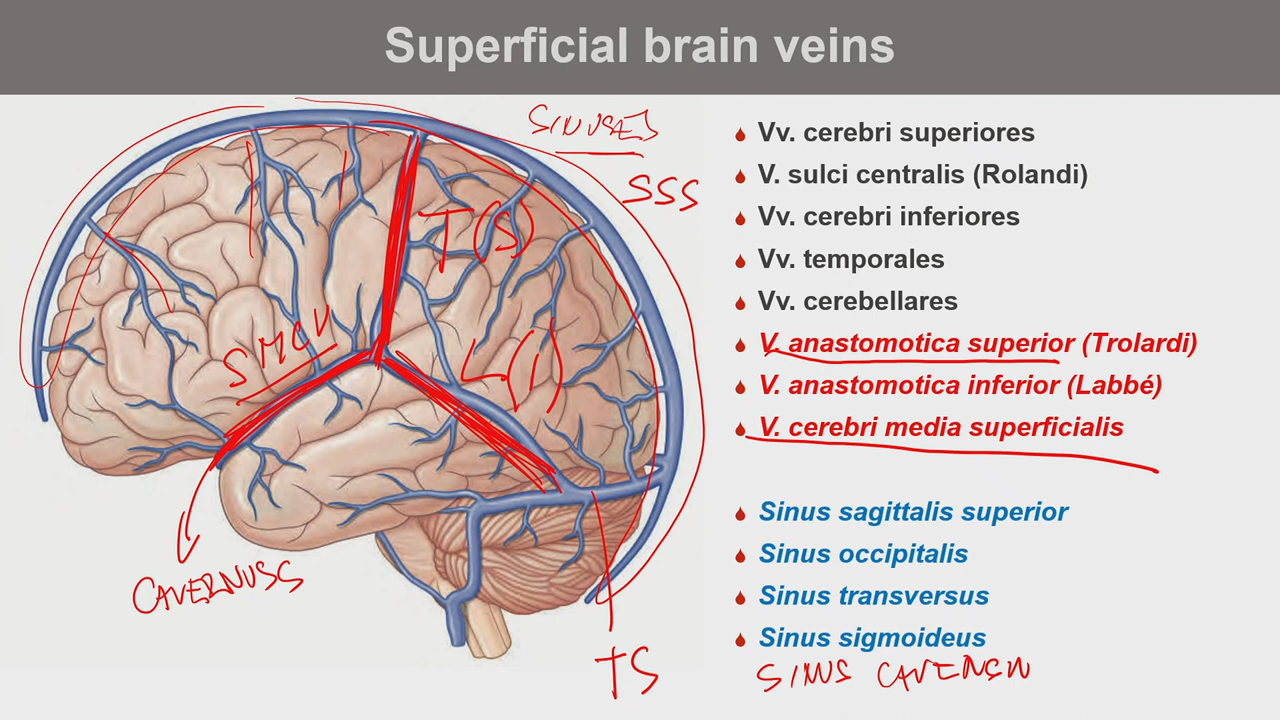 Superficial brain veins
SINUSES
SSS
T(S)
L(I)
SMCV
CAVERNUSS
TS
Vv. cerebri superiores
V. sulci centralis (Rolandi)
Vv. cerebri inferiores
Vv. temporales
Vv. cerebellares
V. anastomotica superior (Trolardi)
V. anastomotica inferior (Labbé)
V. cerebri media superficialis
Sinus sagittalis superior
Sinus occipitalis
Sinus transversus
Sinus sigmoideus
SINUS